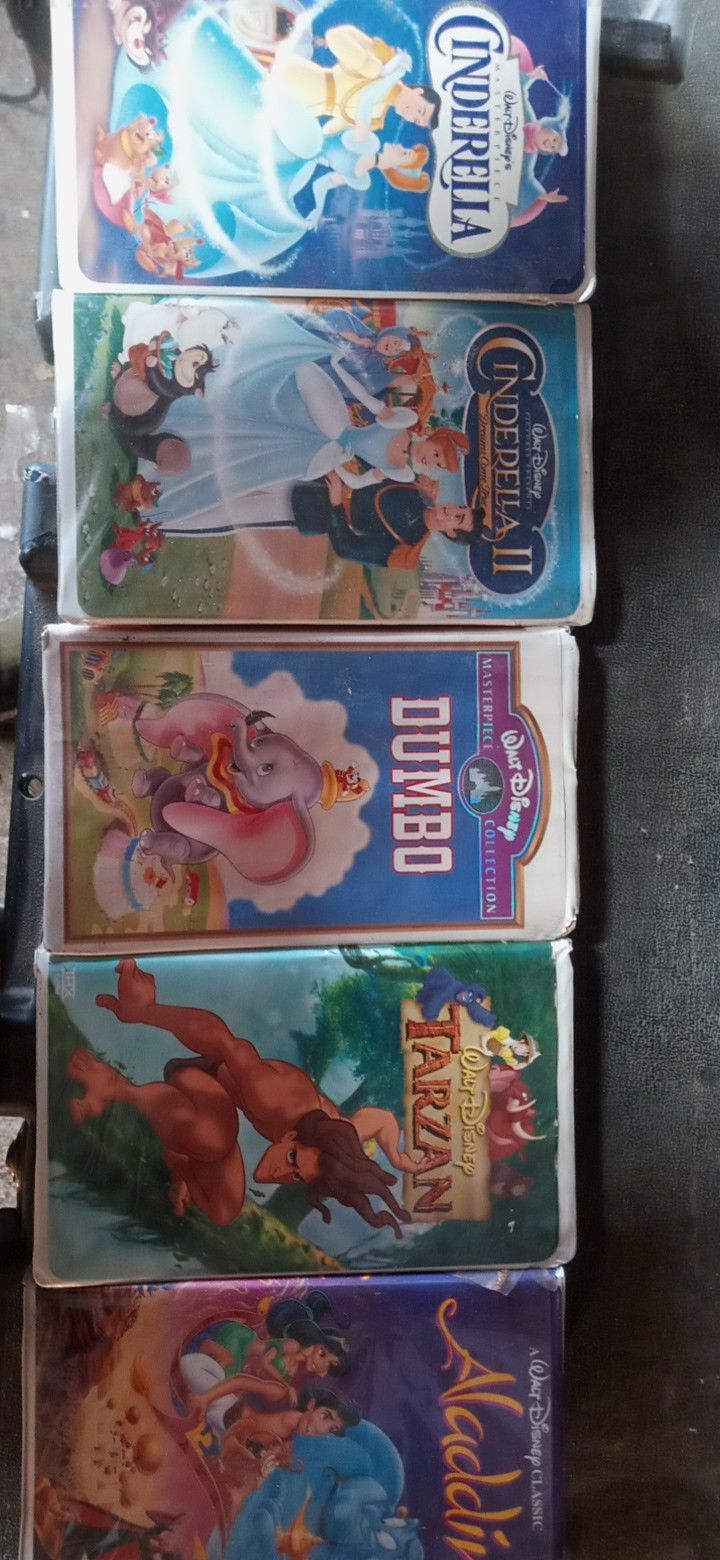 WALT DISNEY'S
MASTERPIECE
CINDERELLA
WALT DISNEY
CINDERELLA II
Dreams Come True
WALT DISNEY
MASTERPIECE COLLECTION
DUMBO
WALT DISNEY
TARZAN
THX
A WALT DISNEY CLASSIC
Aladdin